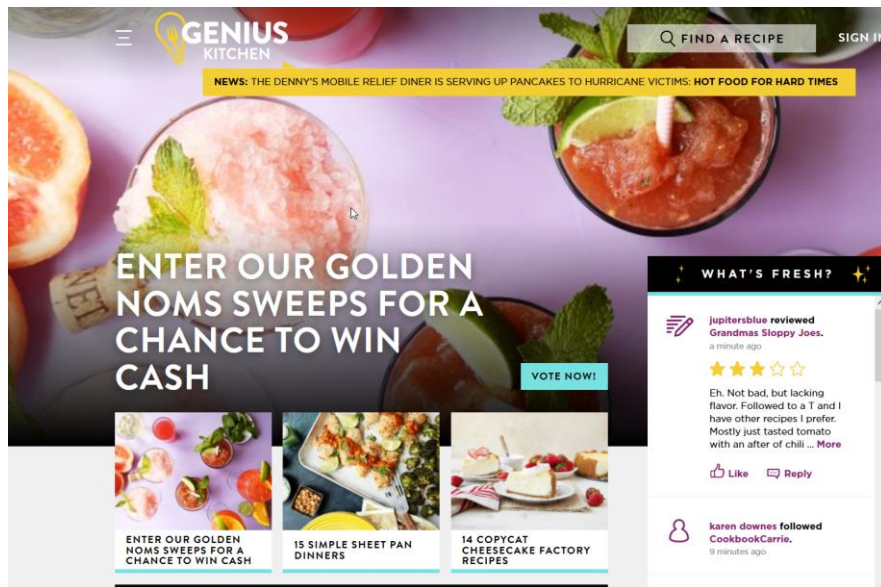 GENIUS
KITCHEN
FIND A RECIPE
SIGN IN
NEWS: THE DENNY'S MOBILE RELIEF DINER IS SERVING UP PANCAKES TO HURRICANE VICTIMS: HOT FOOD FOR HARD TIMES
ENTER OUR GOLDEN
NOMS SWEEPS FOR A
CHANCE TO WIN
CASH
VOTE NOW!
ENTER OUR GOLDEN
NOMS SWEEPS FOR A
CHANCE TO WIN CASH
15 SIMPLE SHEET PAN
DINNERS
14 COPYCAT
CHEESECAKE FACTORY
RECIPES
WHAT'S FRESH?
jupitersblue reviewed
Grandmas Sloppy Joes.
a minute ago
Eh. Not bad, but lacking
flavor. Followed to a T and I
have other recipes I prefer.
Mostly just tasted tomato
with an after of chili ... More
Like
Reply
karen downes followed
CookbookCarrie.
9 minutes ago